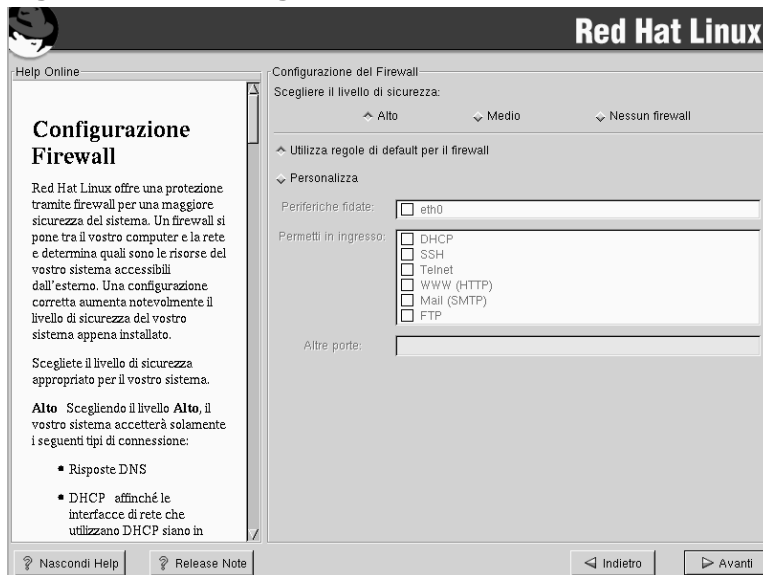 Red Hat Linux
Help Online
Configurazione
Firewall
Red Hat Linux offre una protezione
tramite firewall per una maggiore
sicurezza del sistema. Un firewall si
pone tra il vostro computer e la rete
e determina quali sono le risorse del
vostro sistema accessibili
dall'esterno. Una configurazione
corretta aumenta notevolmente il
livello di sicurezza del vostro
sistema appena installato.
Scegliete il livello di sicurezza
appropriato per il vostro sistema.
Alto Scegliendo il livello Alto, il
vostro sistema accetterà solamente
i seguenti tipi di connessione:
Risposte DNS
DHCP affinché le
interfacce di rete che
utilizzano DHCP siano in
Configurazione del Firewall
Scegliere il livello di sicurezza:
Alto Medio Nessun firewall
Utilizza regole di default per il firewall
Personalizza
Periferiche fidate: eth0
Permetti in ingresso: DHCP
SSH
Telnet
WWW (HTTP)
Mail (SMTP)
FTP
Altre porte:
Nascondi Help Release Note Indietro Avanti